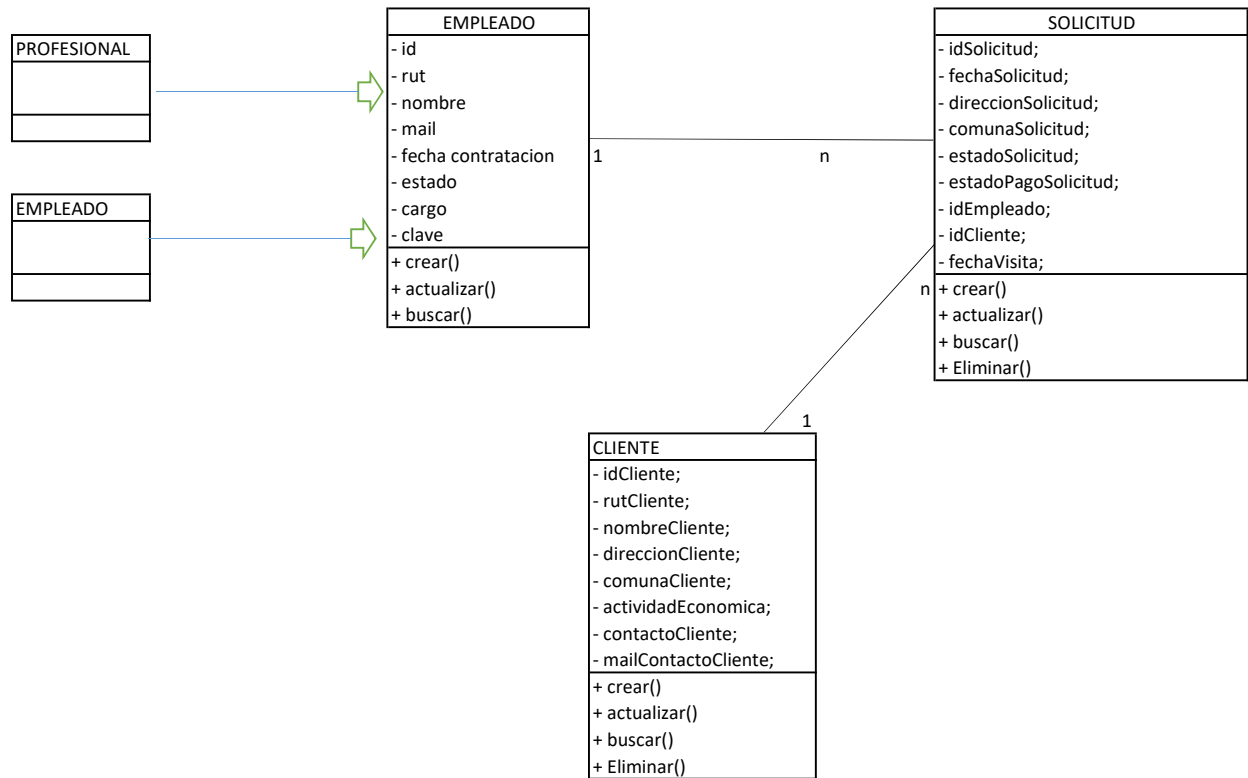 PROFESIONAL
EMPLEADO
EMPLEADO
- id
- rut
- nombre
- mail
- fecha contratacion
- estado
- cargo
- clave
+ crear()
+ actualizar()
+ buscar()
1
n
SOLICITUD
- idSolicitud;
- fechaSolicitud;
- direccionSolicitud;
- comunaSolicitud;
- estadoSolicitud;
- estadoPagoSolicitud;
- idEmpleado;
- idCliente;
- fechaVisita;
+ crear()
+ actualizar()
+ buscar()
+ Eliminar()
n
1
CLIENTE
- idCliente;
- rutCliente;
- nombreCliente;
- direccionCliente;
- comunaCliente;
- actividadEconomica;
- contactoCliente;
- mailContactoCliente;
+ crear()
+ actualizar()
+ buscar()
+ Eliminar()